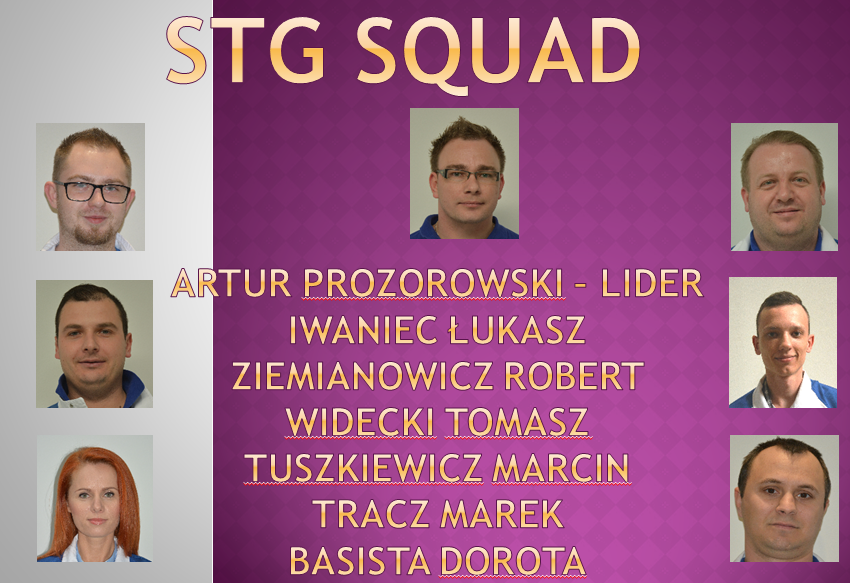 STG SQUAD
ARTUR PROZOROWSKI – LIDER
IWANIEC ŁUKASZ
ZIEMIANOWICZ ROBERT
WIDECKI TOMASZ
TUSZKIEWICZ MARCIN
TRACZ MAREK
BASISTA DOROTA